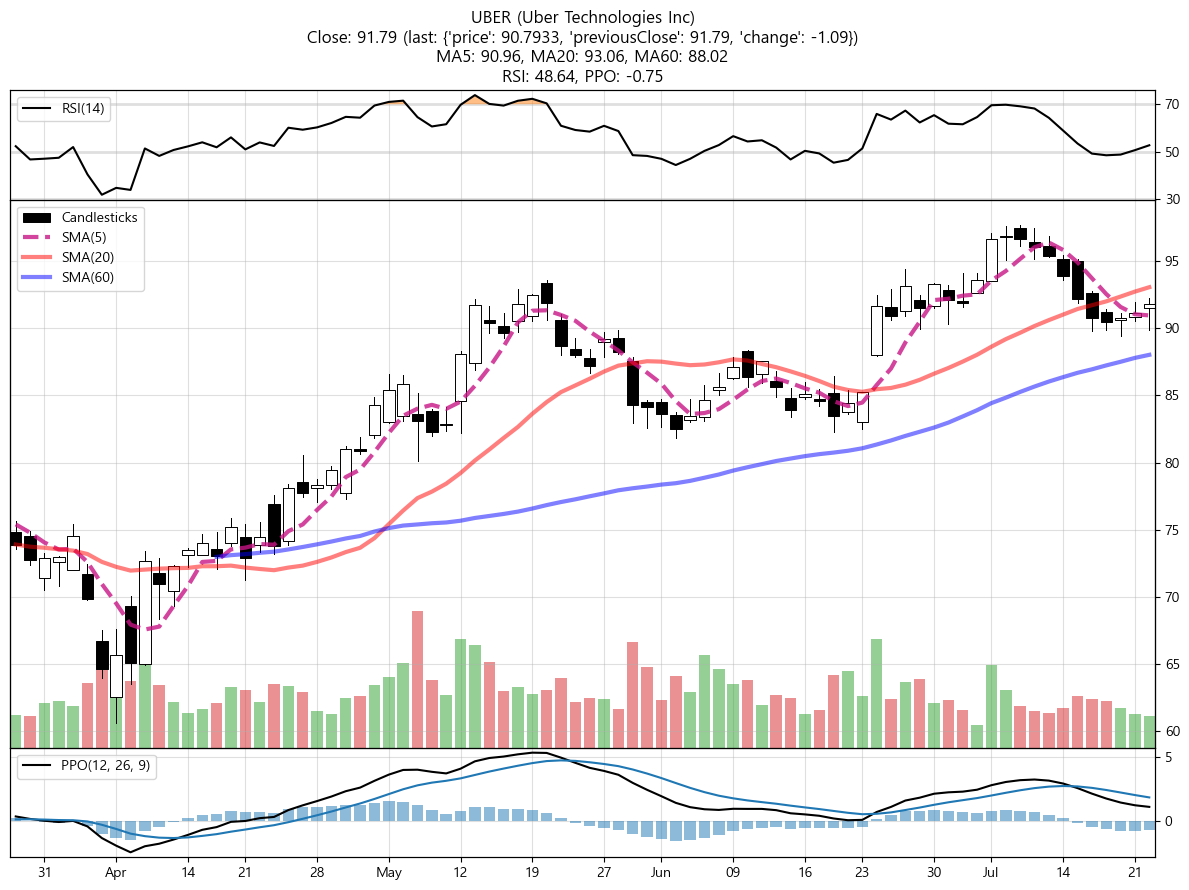 UBER (Uber Technologies Inc)
Close: 91.79 (last: {'price': 90.7933, 'previousClose': 91.79, 'change': -1.09})
MA5: 90.96, MA20: 93.06, MA60: 88.02
RSI: 48.64, PPO: -0.75
RSI(14)
70
50
30
Candlesticks
SMA(5)
SMA(20)
SMA(60)
95
90
85
80
75
70
65
60
PPO(12, 26, 9)
5
0
31 Apr 14 21 28 May 12 19 27 Jun 09 16 23 30 Jul 14 21